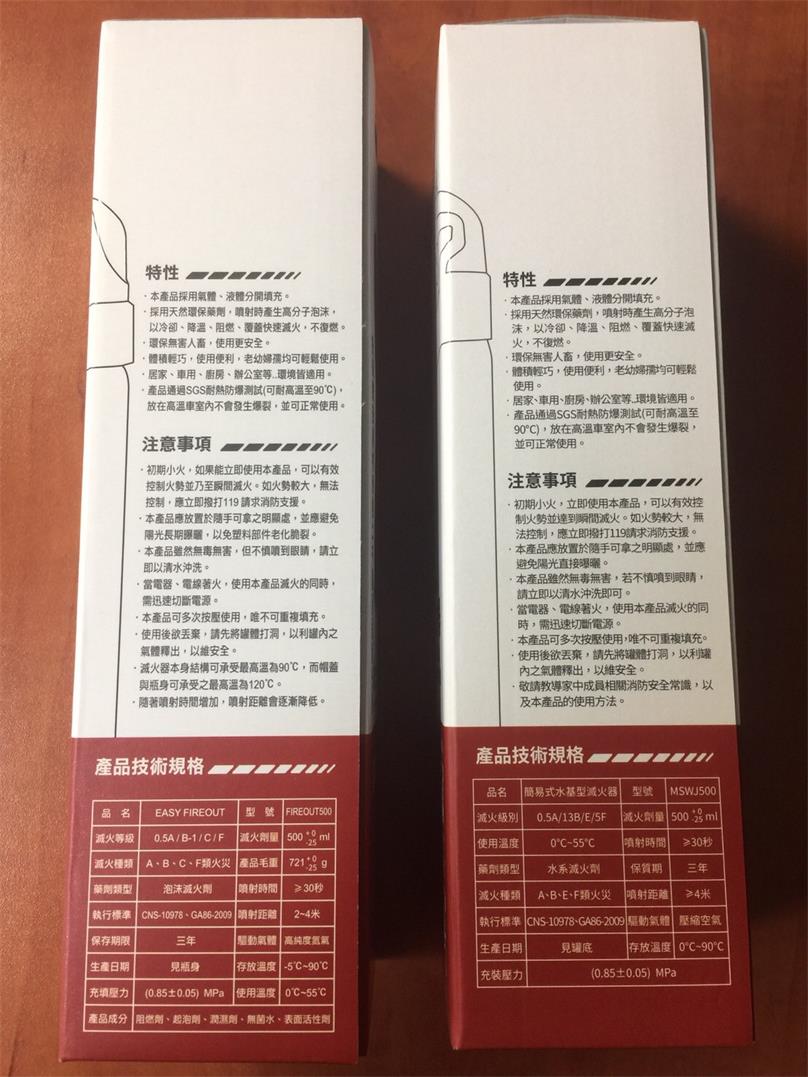 特性
·本產品採用氣體、液體分開填充。
·採用天然環保藥劑，噴射時產生高分子泡沫，
以冷卻、降溫、阻燃、覆蓋快速滅火，不復燃。
·環保無害人畜，使用更安全。
·體積輕巧，使用便利，老幼婦孺均可輕鬆使用。
·居家、車用、廚房、辦公室等..環境皆適用。
·產品通過SGS耐熱防爆測試(可耐高溫至90℃)，
放在高溫車室內不會發生爆裂，並可正常使用。
注意事項
·初期小火，如果能立即使用本產品，可以有效
控制火勢並乃至瞬間滅火。如火勢較大，無法
控制，應立即撥打119 請求消防支援。
·本產品應放置於隨手可拿之明顯處，並應避免
陽光長期曝曬，以免塑料部件老化脆裂。
·本產品雖然無毒無害，但不慎噴到眼睛，請立
即以清水沖洗。
·當電器、電線著火，使用本產品滅火的同時，
需迅速切斷電源。
·本產品可多次按壓使用，唯不可重複填充。
·使用後欲丟棄，請先將罐體打洞，以利罐內之
氣體釋出，以維安全。
·滅火器本身結構可承受最高溫為90℃，而帽蓋
與瓶身可承受之最高溫為120℃。
·隨著噴射時間增加，噴射距離會逐漸降低。
產品技術規格
品 名 EASY FIREOUT 型 號 FIREOUT500
滅火等級 0.5A / B-1 / C / F 滅火劑量 500 +0 -25 ml
滅火種類 A、B、C、F類火災 產品毛重 721 +0 -25 g
藥劑類型 泡沫滅火劑 噴射時間 ≥30秒
執行標準 CNS-10978、GA86-2009 噴射距離 2~4米
保存期限 三年 驅動氣體 高純度氮氣
生產日期 見瓶身 存放溫度 -5℃~90℃
充填壓力 (0.85±0.05) MPa 使用溫度 0℃~55℃
產品成分 阻燃劑、起泡劑、潤濕劑、無菌水、表面活性劑
特性
·本產品採用氣體、液體分開填充。
·採用天然環保藥劑，噴射時產生高分子泡
沫，以冷卻、降溫、阻燃、覆蓋快速滅
火，不復燃。
·環保無害人畜，使用更安全。
·體積輕巧，使用便利，老幼婦孺均可輕鬆
使用。
·居家、車用、廚房、辦公室等..環境皆適用。
·產品通過SGS耐熱防爆測試(可耐高溫至
90°C)，放在高溫車室內不會發生爆裂，
並可正常使用。
注意事項
·初期小火，立即使用本產品，可以有效控
制火勢並達到瞬間滅火。如火勢較大，無
法控制，應立即撥打119請求消防支援。
·本產品應放置於隨手可拿之明顯處，並應
避免陽光直接曝曬。
·本產品雖然無毒無害，若不慎噴到眼睛，
請立即以清水沖洗即可。
·當電器、電線著火，使用本產品滅火的同
時，需迅速切斷電源。
·本產品可多次按壓使用，唯不可重複填充。
·使用後欲丟棄，請先將罐體打洞，以利罐
內之氣體釋出，以維安全。
·敬請教導家中成員相關消防安全常識，以
及本產品的使用方法。
產品技術規格
品名 簡易式水基型滅火器 型號 MSWJ500
滅火級別 0.5A/13B/E/5F 滅火劑量 500 +0 -25 ml
使用溫度 0°C~55°C 噴射時間 ≥30秒
藥劑類型 水系滅火劑 保質期 三年
滅火種類 A、B、E、F類火災 噴射距離 ≥4米
執行標準 CNS-10978、GA86-2009 驅動氣體 壓縮空氣
生產日期 見罐底 存放溫度 0°C~90°C
充裝壓力 (0.85±0.05) MPa